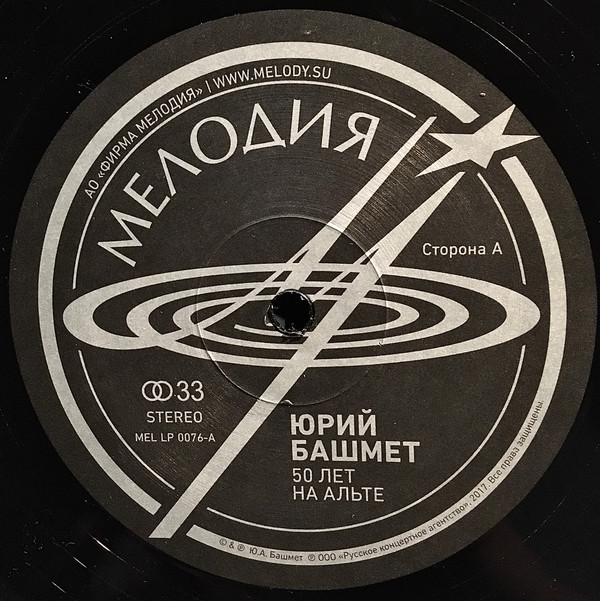 АО «ФИРМА МЕЛОДИЯ» | WWW.MELODY.SU
МЕЛОДИЯ
Сторона А
33
STEREO
MEL LP 0076-A
ЮРИЙ
БАШМЕТ
50 ЛЕТ
НА АЛЬТЕ
© & ℗ Ю.А. Башмет ℗ ООО «Русское концертное агентство», 2017. Все права защищены.